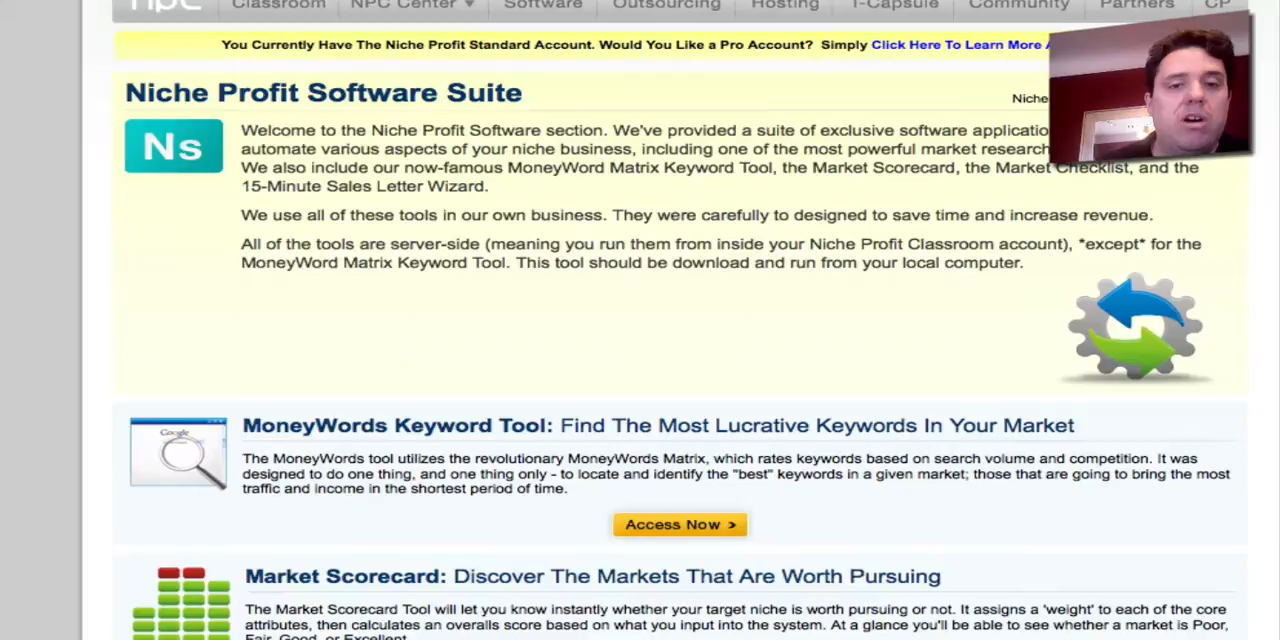 npc Classroom NPC Center Software Outsourcing Hosting T-Capsule Community Partners CP
You Currently Have The Niche Profit Standard Account. Would You Like a Pro Account? Simply Click Here To Learn More
Niche Profit Software Suite
Niche
Ns
Welcome to the Niche Profit Software section. We've provided a suite of exclusive software
automate various aspects of your niche business, including one of the most powerful market research
We also include our now-famous MoneyWord Matrix Keyword Tool, the Market Scorecard, the Market Checklist, and the
15-Minute Sales Letter Wizard.
We use all of these tools in our own business. They were carefully to designed to save time and increase revenue.
All of the tools are server-side (meaning you run them from inside your Niche Profit Classroom account), *except* for the
MoneyWord Matrix Keyword Tool. This tool should be download and run from your local computer.
Google
MoneyWords Keyword Tool: Find The Most Lucrative Keywords In Your Market
The MoneyWords tool utilizes the revolutionary MoneyWords Matrix, which rates keywords based on search volume and competition. It was
designed to do one thing, and one thing only - to locate and identify the "best" keywords in a given market; those that are going to bring the most
traffic and income in the shortest period of time.
Access Now >
Market Scorecard: Discover The Markets That Are Worth Pursuing
The Market Scorecard Tool will let you know instantly whether your target niche is worth pursuing or not. It assigns a 'weight' to each of the core
attributes, then calculates an overalls score based on what you input into the system. At a glance you'll be able to see whether a market is Poor,
Fair, Good, or Excellent.